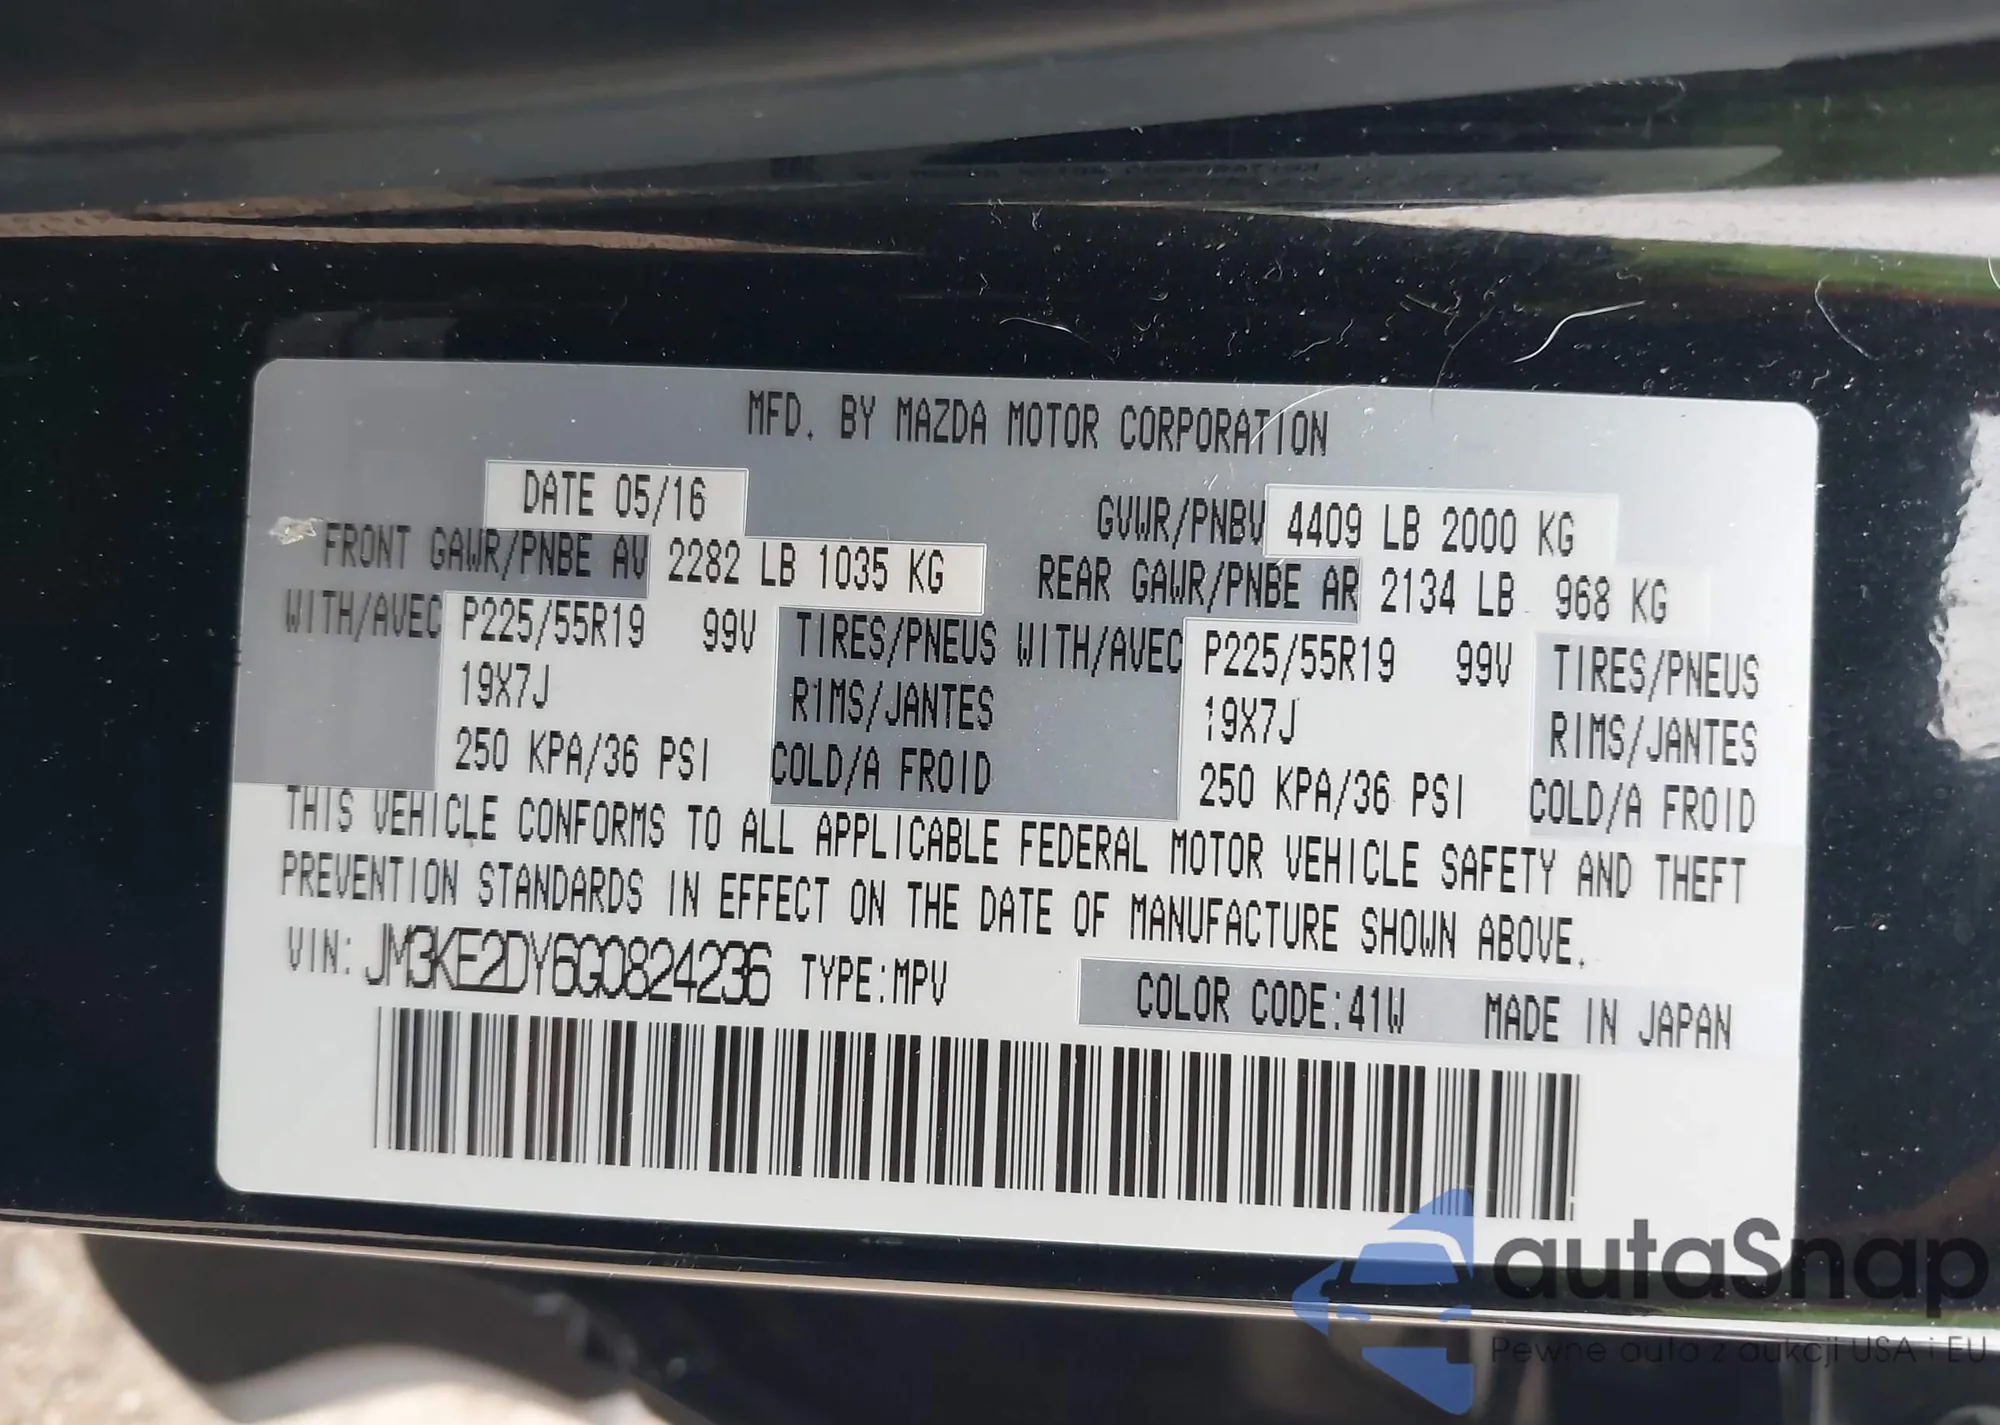 MFD. BY MAZDA MOTOR CORPORATION
DATE 05/16 GVWR/PNBV 4409 LB 2000 KG
FRONT GAWR/PNBE AV 2282 LB 1035 KG REAR GAWR/PNBE AR 2134 LB 968 KG
WITH/AVEC P225/55R19 99V TIRES/PNEUS WITH/AVEC P225/55R19 99V TIRES/PNEUS
19X7J RIMS/JANTES 19X7J RIMS/JANTES
250 KPA/36 PSI COLD/A FROID 250 KPA/36 PSI COLD/A FROID
THIS VEHICLE CONFORMS TO ALL APPLICABLE FEDERAL MOTOR VEHICLE SAFETY AND THEFT
PREVENTION STANDARDS IN EFFECT ON THE DATE OF MANUFACTURE SHOWN ABOVE.
VIN: JM3KE2DY6G0824236 TYPE:MPV COLOR CODE:41W MADE IN JAPAN
autaSnap
Pewne auta z aukcji USA i EU